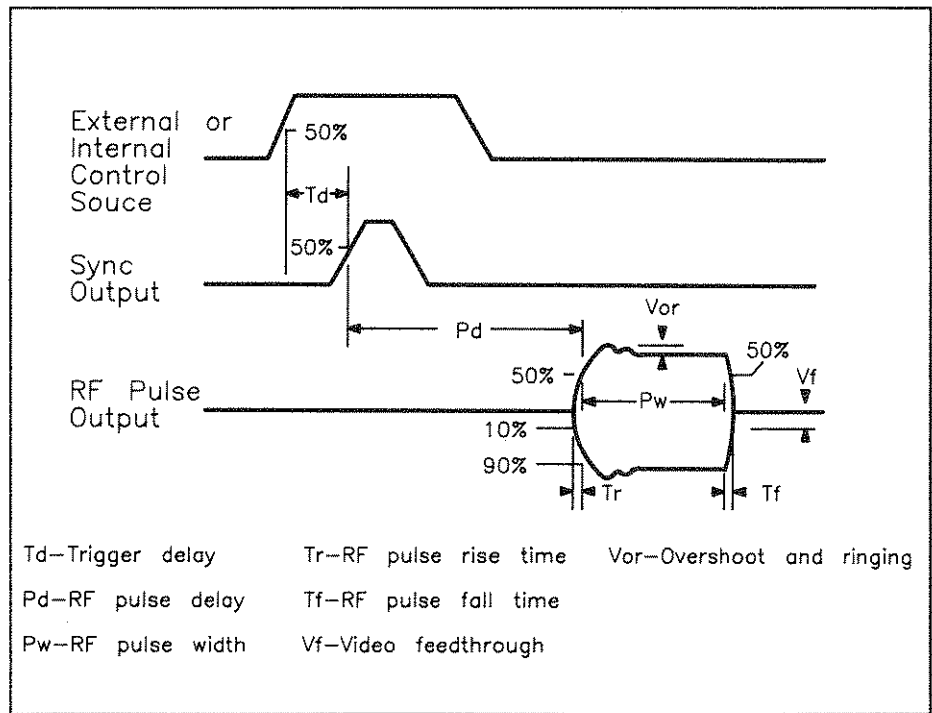 External or
Internal
Control
Souce
50%
Td
50%
Sync
Output
Pd
Vor
50%
50%
Vf
RF Pulse
Output
Pw
10%
90%
Tr
Tf
Td-Trigger delay
Tr-RF pulse rise time
Vor-Overshoot and ringing
Pd-RF pulse delay
Tf-RF pulse fall time
Pw-RF pulse width
Vf-Video feedthrough